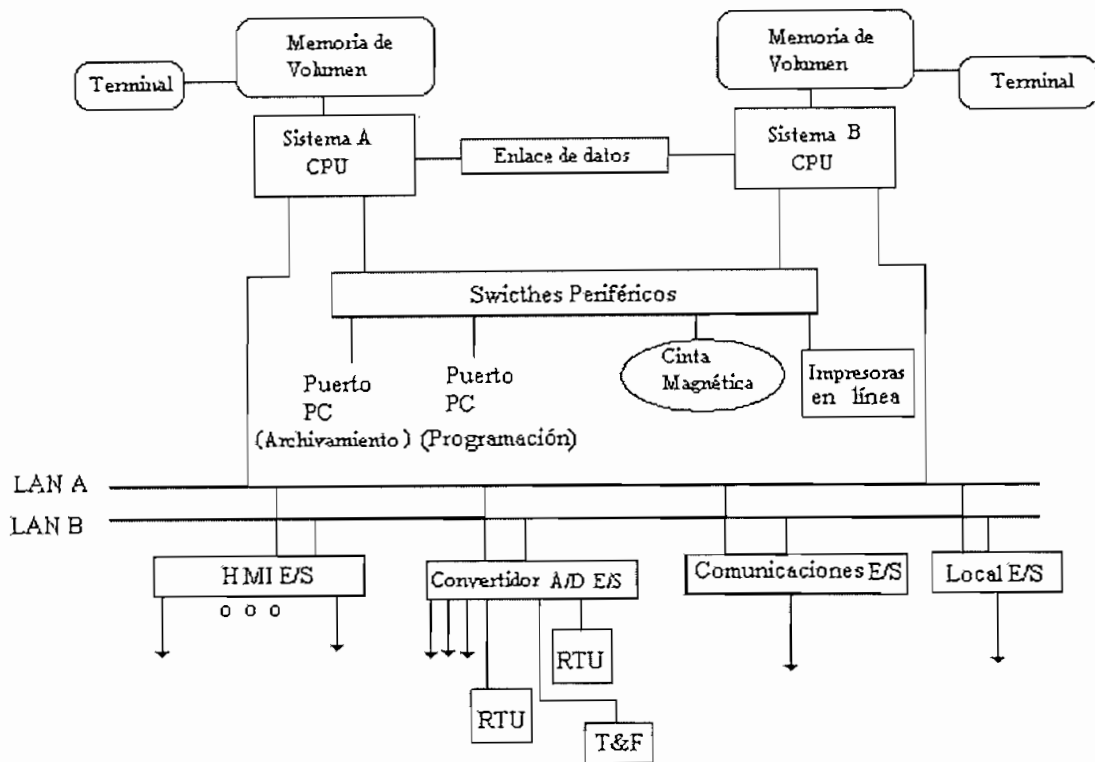 Memoria de
Volumen
Memoria de
Volumen
Terminal
Terminal
Sistema A
CPU
Enlace de datos
Sistema B
CPU
Swicthes Periféricos
Puerto
PC
(Archivamiento)
Puerto
PC
(Programación)
Cinta
Magnética
Impresoras
en línea
LAN A
LAN B
HMI E/S
Convertidor A/D E/S
Comunicaciones E/S
Local E/S
RTU
RTU
T&F